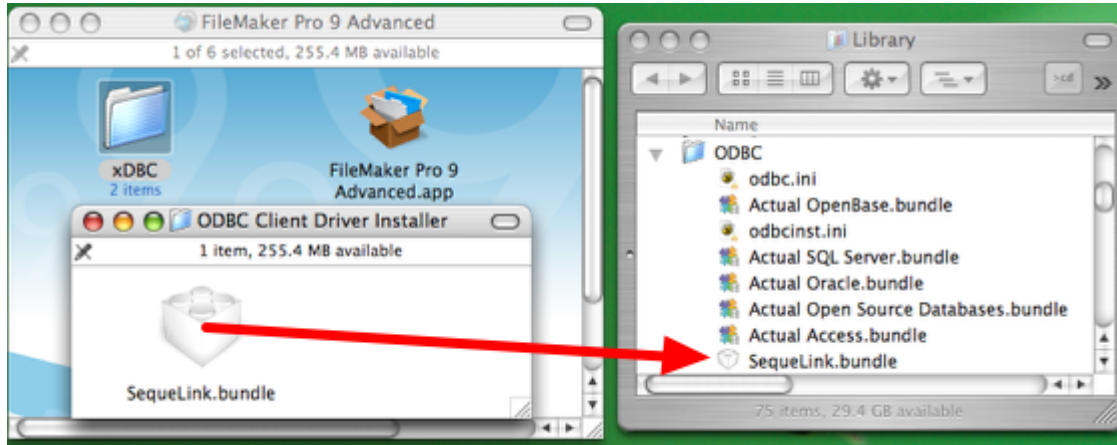 FileMaker Pro 9 Advanced
1 of 6 selected, 255.4 MB available
xDBC
2 items
FileMaker Pro 9
Advanced.app
ODBC Client Driver Installer
1 item, 255.4 MB available
SequeLink.bundle
Library
>cd
Name
ODBC
odbc.ini
Actual OpenBase.bundle
odbcinst.ini
Actual SQL Server.bundle
Actual Oracle.bundle
Actual Open Source Databases.bundle
Actual Access.bundle
SequeLink.bundle
75 items, 29.4 GB available